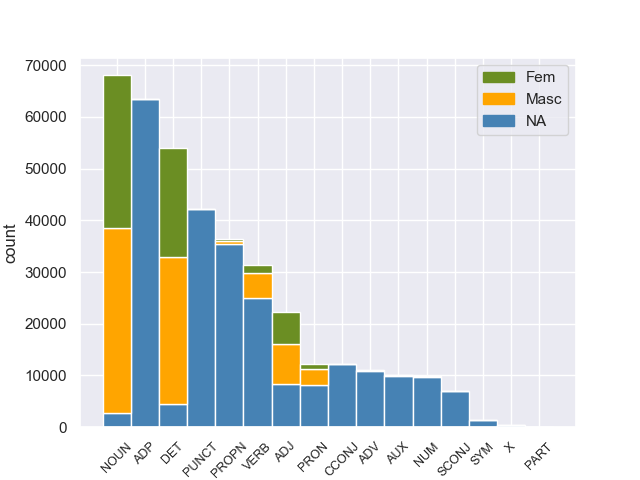 70000
60000
50000
40000
30000
20000
10000
0
count
Fem
Masc
NA
NOUN
ADP
DET
PUNCT
PROPN
VERB
ADJ
PRON
CCONJ
ADV
AUX
NUM
SCONJ
SYM
X
PART